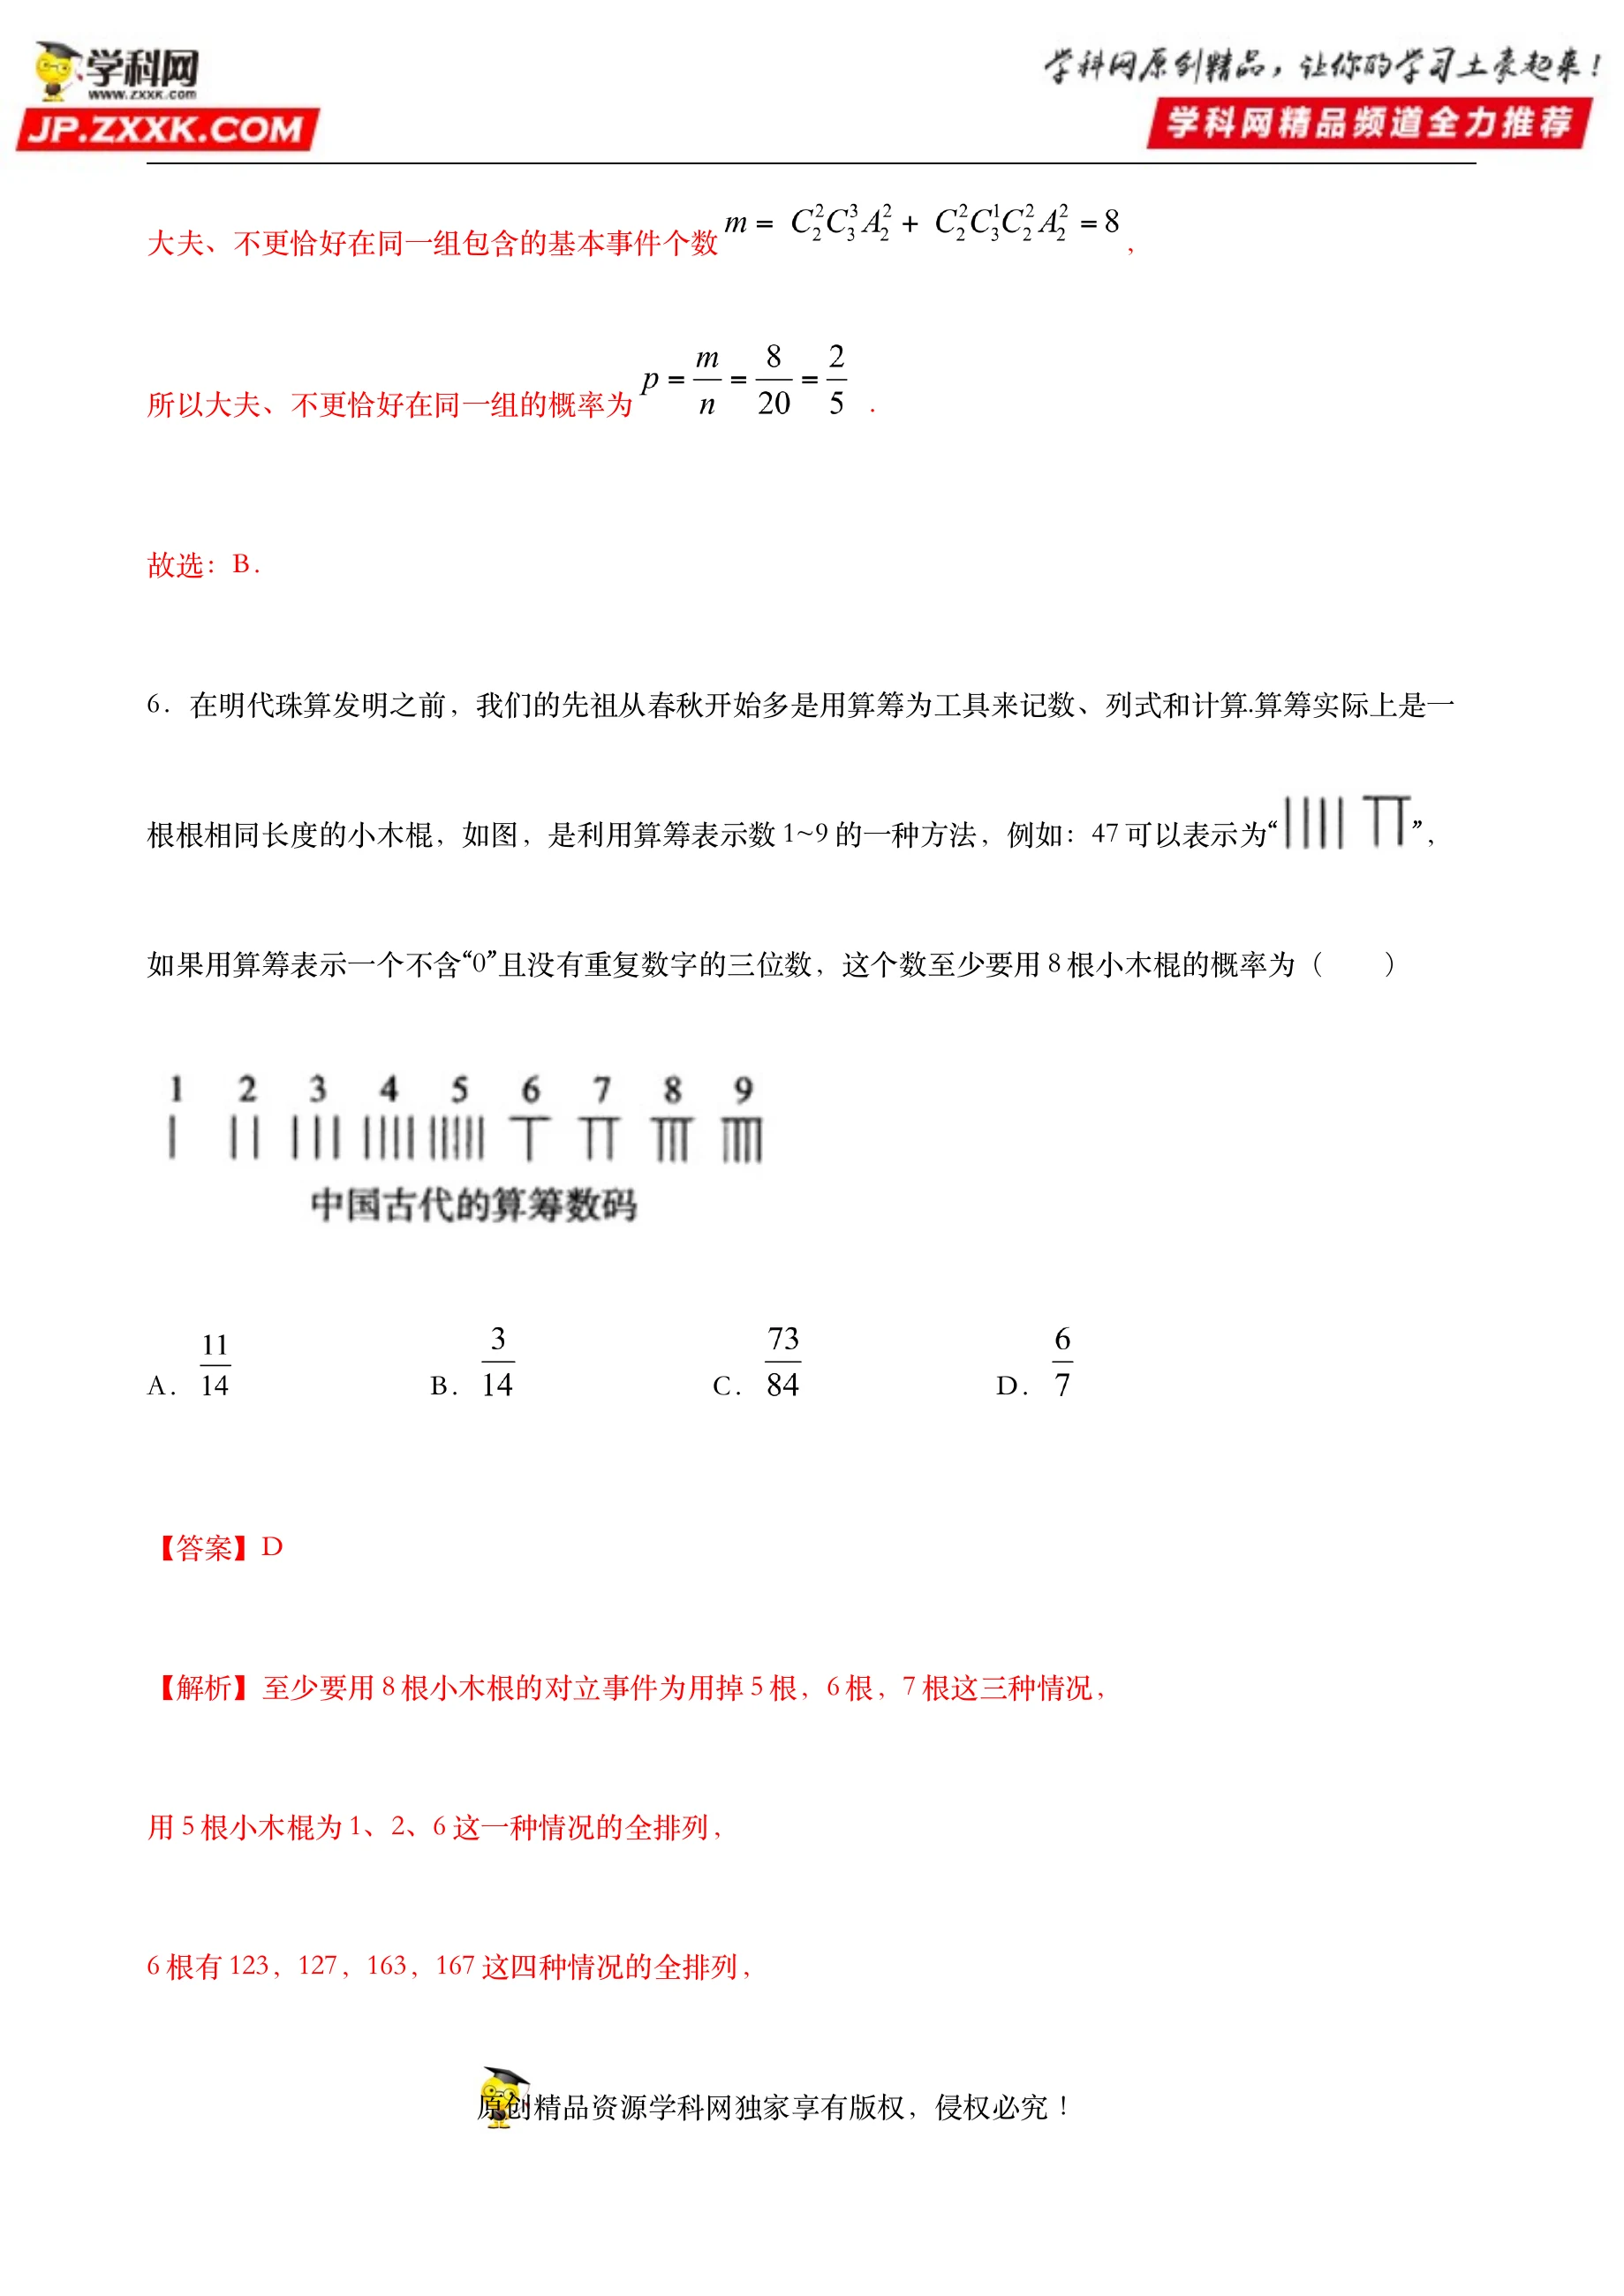 学科网
www.zxxk.com
JP.ZXXK.COM
学科网原创精品，让你的学习土豪起来！
学科网精品频道全力推荐
大夫、不更恰好在同一组包含的基本事件个数 m = C₂²C₃³A₂² + C₂²C₃¹C₂²A₂² = 8，
所以大夫、不更恰好在同一组的概率为 p = m/n = 8/20 = 2/5 .
故选：B.
6．在明代珠算发明之前，我们的先祖从春秋开始多是用算筹为工具来记数、列式和计算.算筹实际上是一
根根相同长度的小木棍，如图，是利用算筹表示数 1~9 的一种方法，例如：47 可以表示为“”，
如果用算筹表示一个不含“0”且没有重复数字的三位数，这个数至少要用 8 根小木棍的概率为（　　）
1 2 3 4 5 6 7 8 9
中国古代的算筹数码
A．11/14 B．3/14 C．73/84 D．6/7
【答案】D
【解析】至少要用 8 根小木根的对立事件为用掉 5 根，6 根，7 根这三种情况，
用 5 根小木棍为 1、2、6 这一种情况的全排列，
6 根有 123，127，163，167 这四种情况的全排列，
原创精品资源学科网独家享有版权，侵权必究！